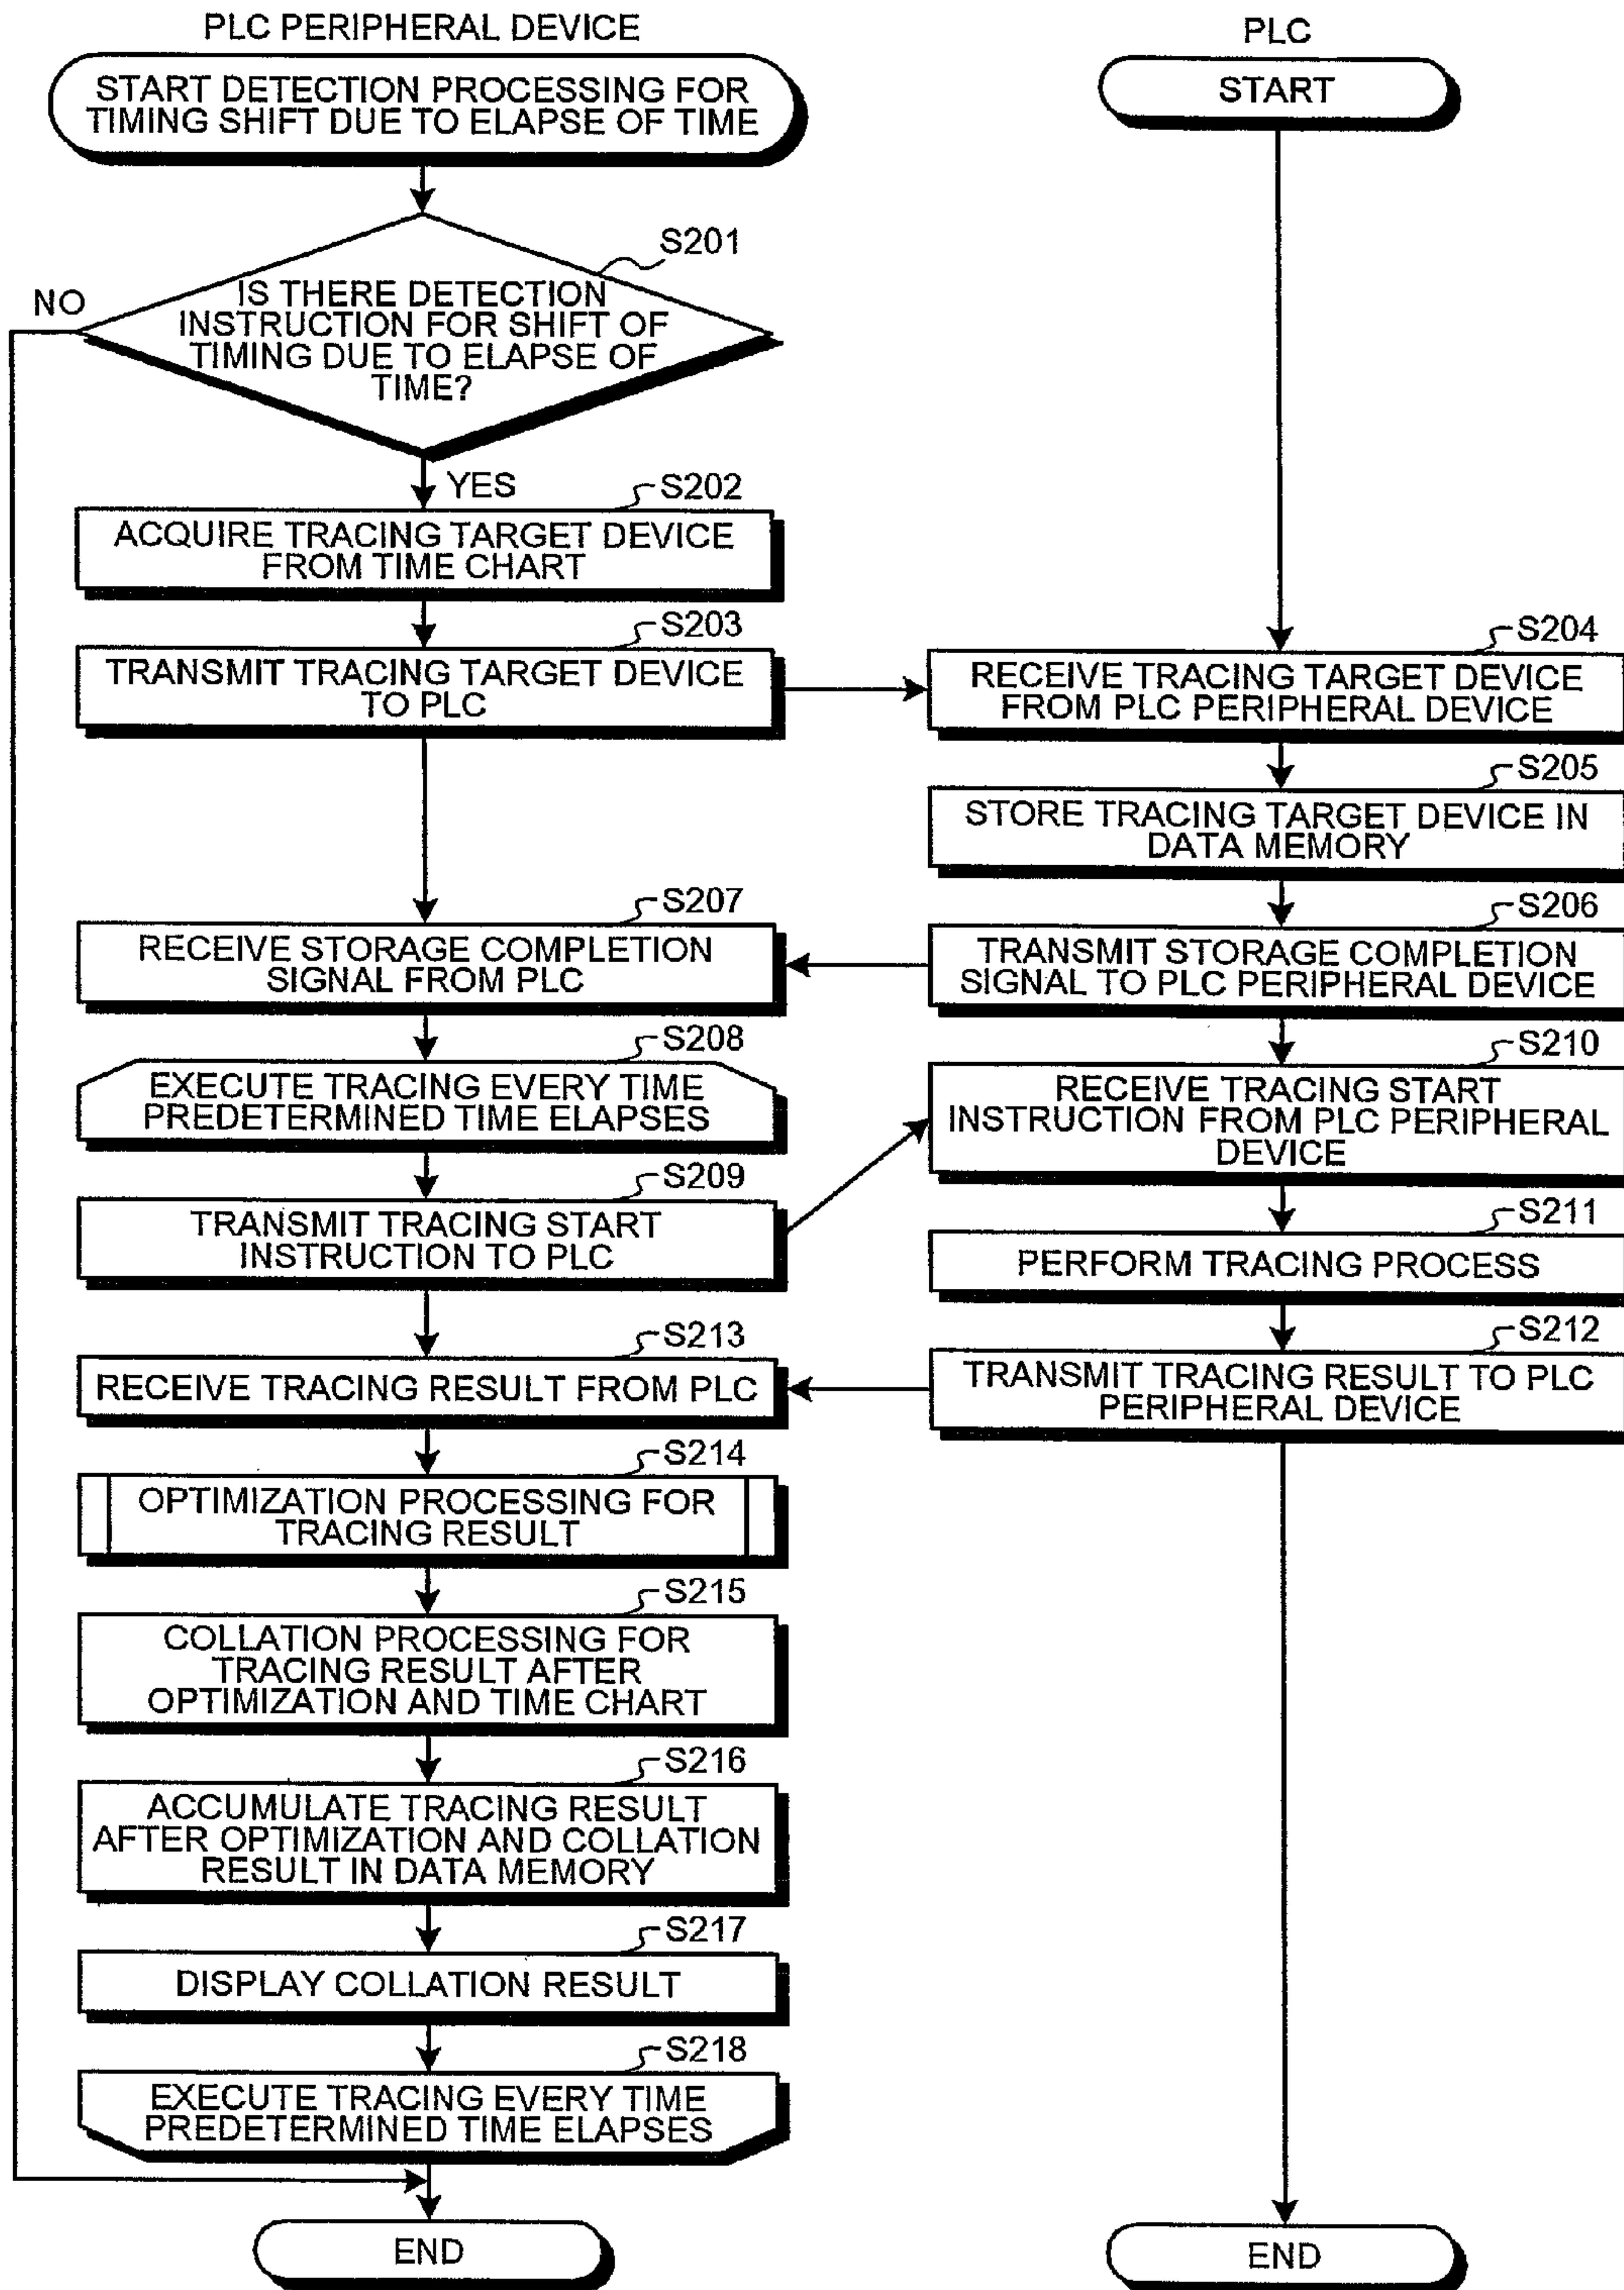 PLC PERIPHERAL DEVICE
START DETECTION PROCESSING FOR
TIMING SHIFT DUE TO ELAPSE OF TIME
S201
NO
IS THERE DETECTION
INSTRUCTION FOR SHIFT OF
TIMING DUE TO ELAPSE OF
TIME?
YES
S202
ACQUIRE TRACING TARGET DEVICE
FROM TIME CHART
S203
TRANSMIT TRACING TARGET DEVICE
TO PLC
S207
RECEIVE STORAGE COMPLETION
SIGNAL FROM PLC
S208
EXECUTE TRACING EVERY TIME
PREDETERMINED TIME ELAPSES
S209
TRANSMIT TRACING START
INSTRUCTION TO PLC
S213
RECEIVE TRACING RESULT FROM PLC
S214
OPTIMIZATION PROCESSING FOR
TRACING RESULT
S215
COLLATION PROCESSING FOR
TRACING RESULT AFTER
OPTIMIZATION AND TIME CHART
S216
ACCUMULATE TRACING RESULT
AFTER OPTIMIZATION AND COLLATION
RESULT IN DATA MEMORY
S217
DISPLAY COLLATION RESULT
S218
EXECUTE TRACING EVERY TIME
PREDETERMINED TIME ELAPSES
END
PLC
START
S204
RECEIVE TRACING TARGET DEVICE
FROM PLC PERIPHERAL DEVICE
S205
STORE TRACING TARGET DEVICE IN
DATA MEMORY
S206
TRANSMIT STORAGE COMPLETION
SIGNAL TO PLC PERIPHERAL DEVICE
S210
RECEIVE TRACING START
INSTRUCTION FROM PLC PERIPHERAL
DEVICE
S211
PERFORM TRACING PROCESS
S212
TRANSMIT TRACING RESULT TO PLC
PERIPHERAL DEVICE
END